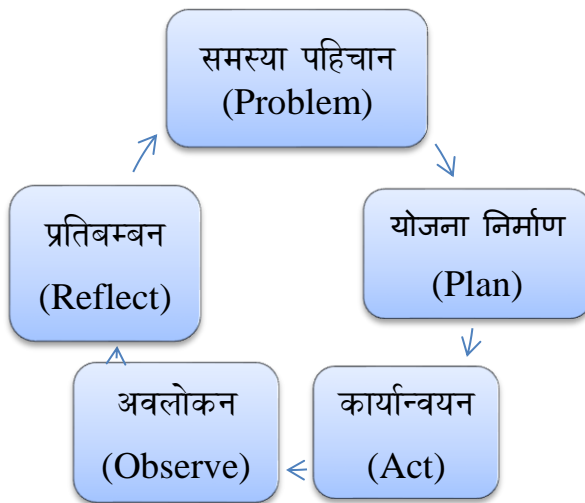 समस्या पहिचान
(Problem)
योजना निर्माण
(Plan)
कार्यान्वयन
(Act)
अवलोकन
(Observe)
प्रतिबम्बन
(Reflect)